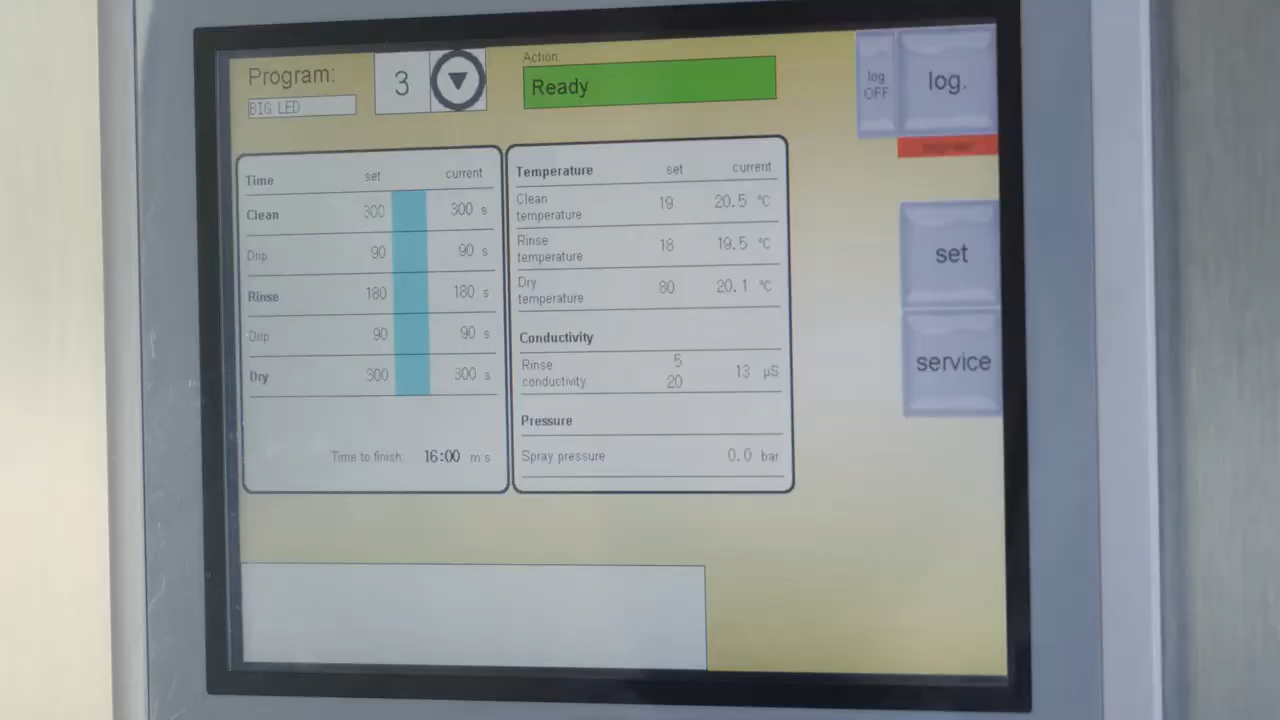 Program:
BIG LED
3
Action:
Ready
log OFF
log.
Time set current
Clean 300 300 s
Drip 90 90 s
Rinse 180 180 s
Drip 90 90 s
Dry 300 300 s
Time to finish: 16:00 m s
Temperature set current
Clean temperature 19 20.5 °C
Rinse temperature 18 19.5 °C
Dry temperature 80 20.1 °C
Conductivity
Rinse conductivity 5 20 13 µS
Pressure
Spray pressure 0.0 bar
set
service